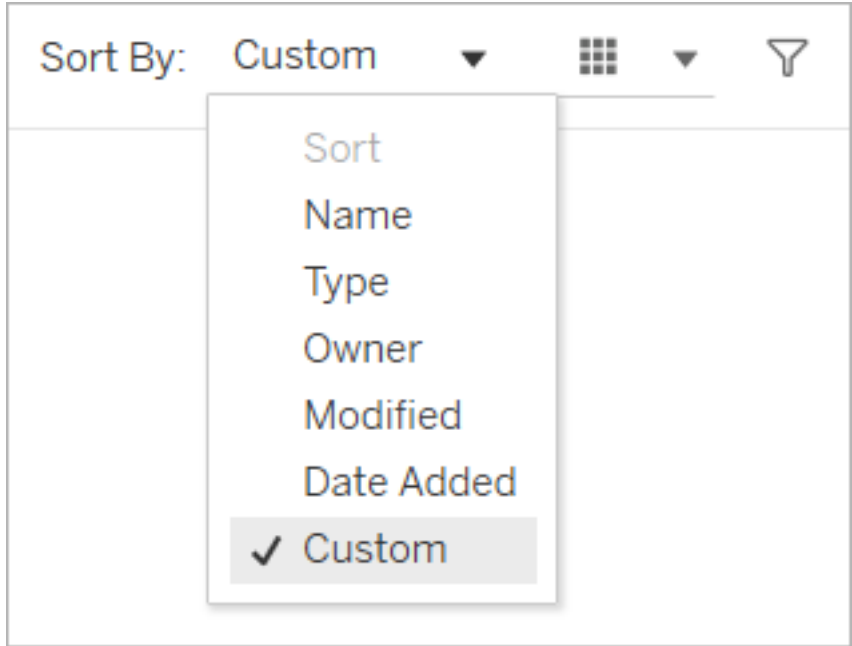 Sort By: Custom
Sort
Name
Type
Owner
Modified
Date Added
Custom